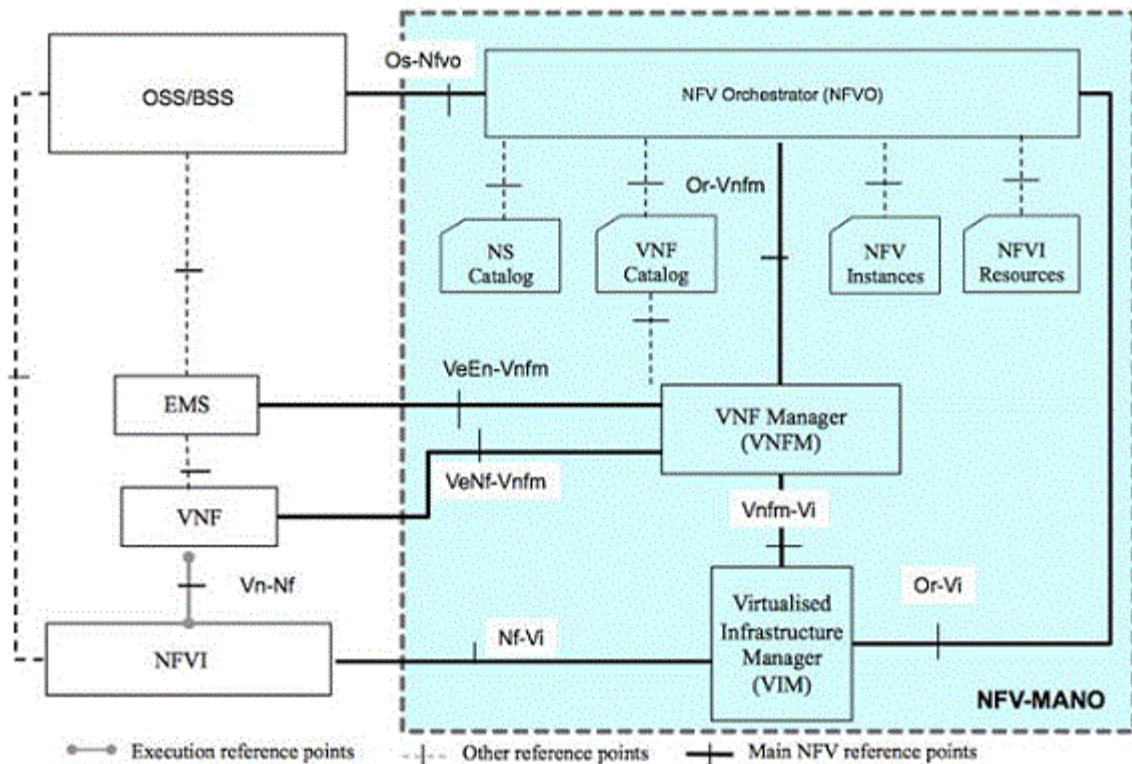 Os-Nfvo
OSS/BSS
NFV Orchestrator (NFVO)
Or-Vnfm
NS
Catalog
VNF
Catalog
NFV
Instances
NFVI
Resources
VeEn-Vnfm
EMS
VNF Manager
(VNFM)
VeNf-Vnfm
VNF
Vnfm-Vi
Vn-Nf
Or-Vi
Virtualised
Infrastructure
Manager
(VIM)
Nf-Vi
NFVI
NFV-MANO
Execution reference points
Other reference points
Main NFV reference points